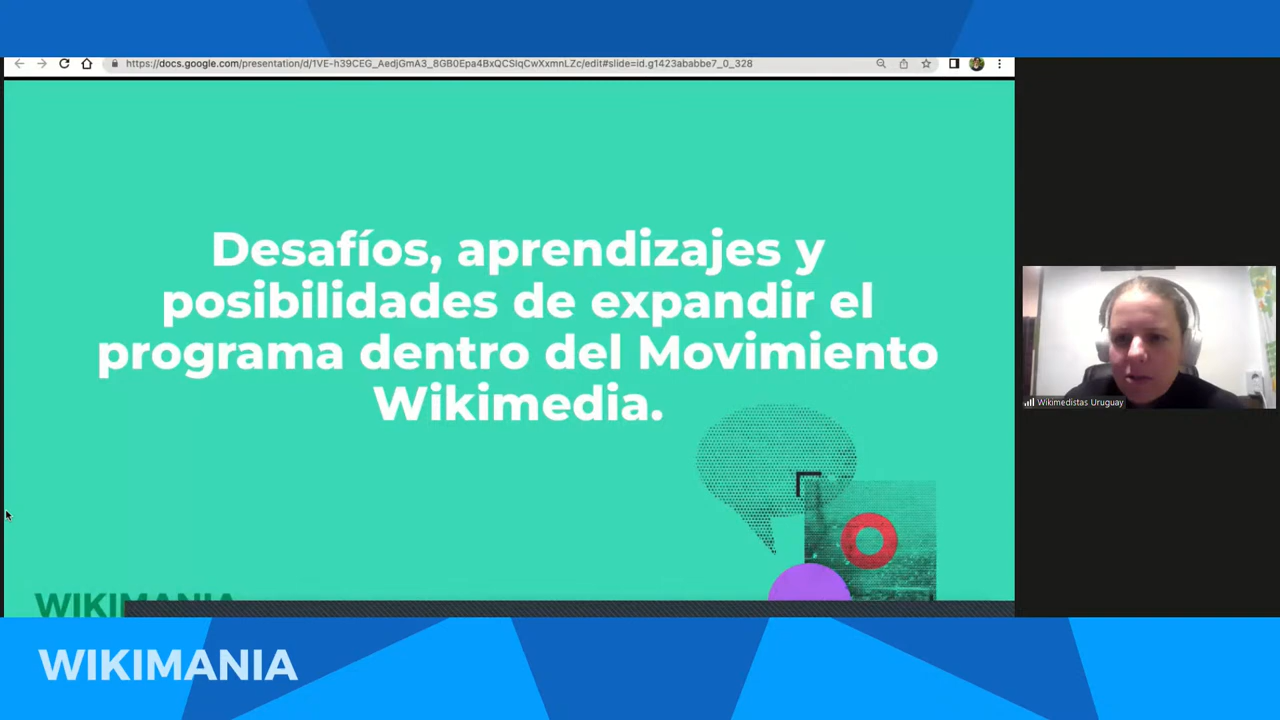 https://docs.google.com/presentation/d/1VE-h39CEG_AedjGmA3_8GB0Epa4BxQCSlqCwXxmnLZc/edit#slide=id.g1423ababbe7_0_328
Desafíos, aprendizajes y
posibilidades de expandir el
programa dentro del Movimiento
Wikimedia.
Wikimedistas Uruguay
WIKIMANIA
WIKIMANIA